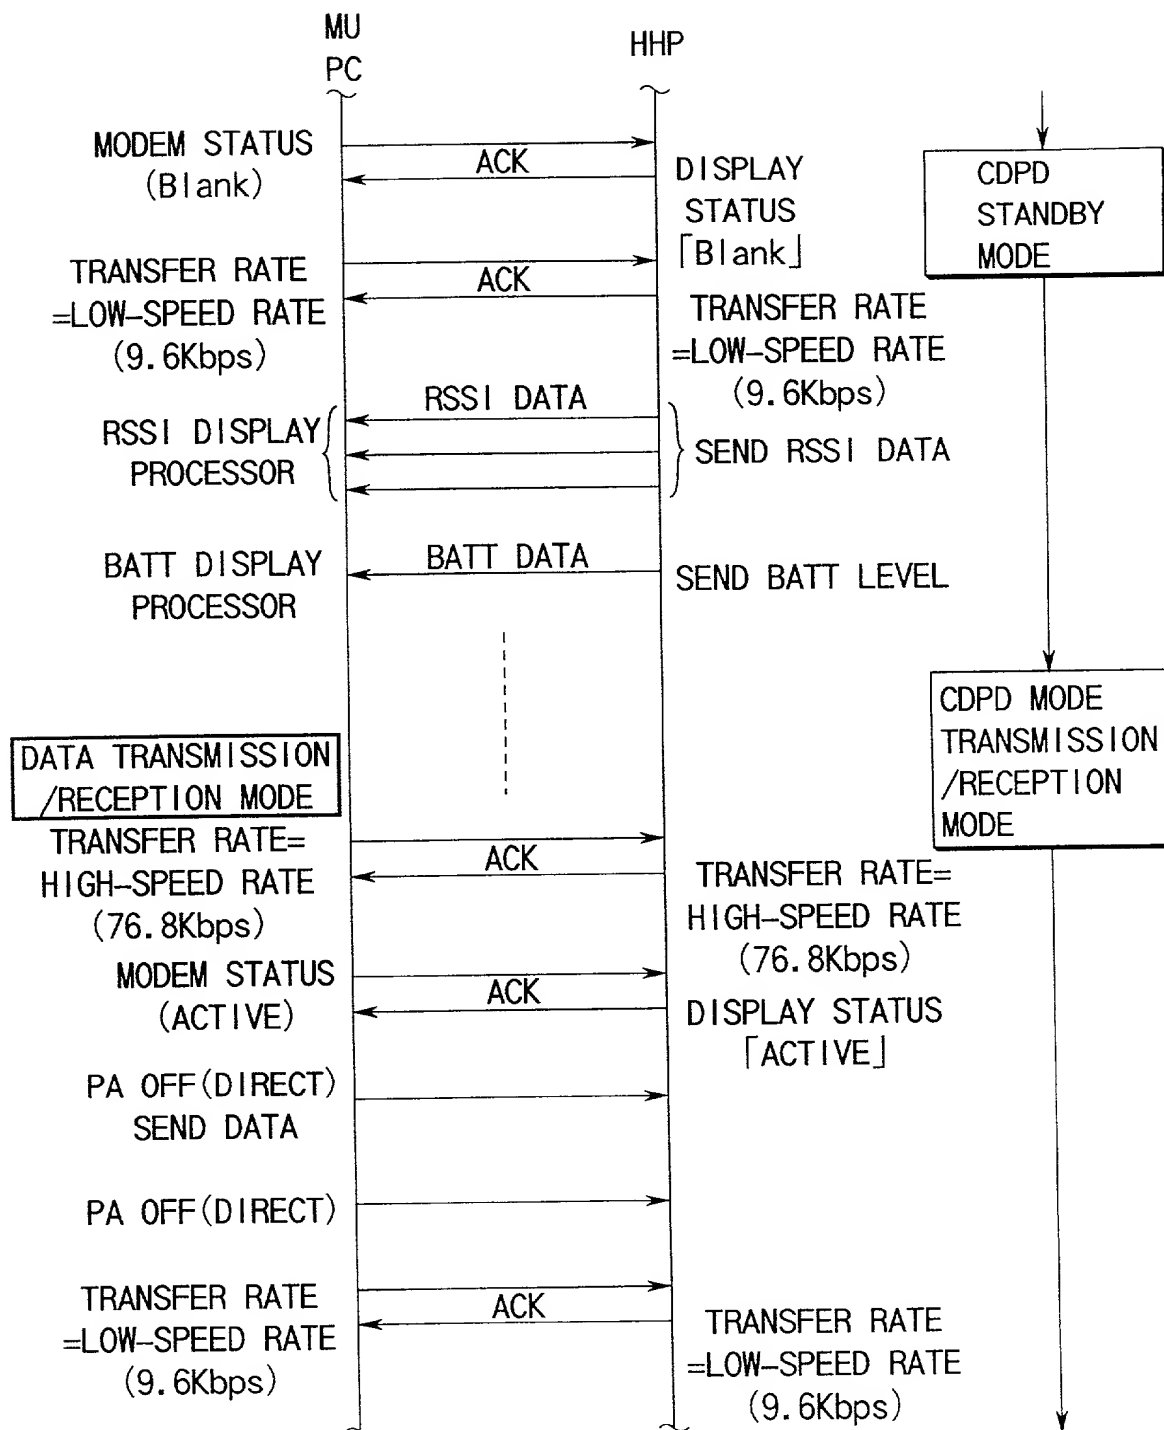 MU
PC
HHP
MODEM STATUS
(Blank)
ACK
DISPLAY
STATUS
「Blank」
CDPD
STANDBY
MODE
TRANSFER RATE
=LOW-SPEED RATE
(9.6Kbps)
ACK
TRANSFER RATE
=LOW-SPEED RATE
(9.6Kbps)
RSSI DATA
RSSI DISPLAY
PROCESSOR
SEND RSSI DATA
BATT DISPLAY
PROCESSOR
BATT DATA
SEND BATT LEVEL
CDPD MODE
TRANSMISSION
/RECEPTION
MODE
DATA TRANSMISSION
/RECEPTION MODE
TRANSFER RATE=
HIGH-SPEED RATE
(76.8Kbps)
ACK
TRANSFER RATE=
HIGH-SPEED RATE
(76.8Kbps)
MODEM STATUS
(ACTIVE)
ACK
DISPLAY STATUS
「ACTIVE」
PA OFF(DIRECT)
SEND DATA
PA OFF(DIRECT)
TRANSFER RATE
=LOW-SPEED RATE
(9.6Kbps)
ACK
TRANSFER RATE
=LOW-SPEED RATE
(9.6Kbps)